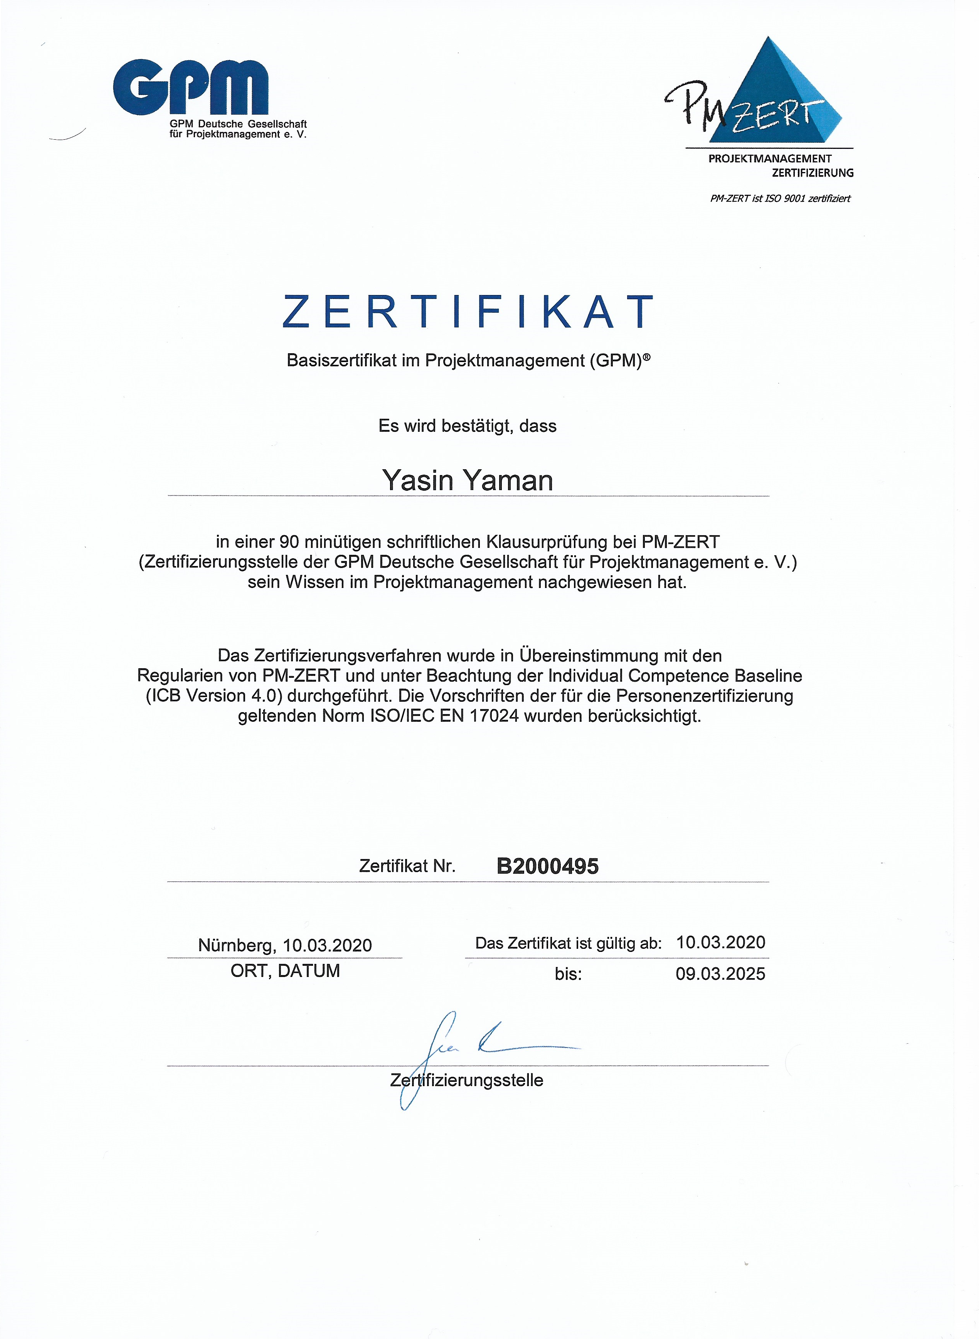 GPM
GPM Deutsche Gesellschaft
für Projektmanagement e. V.
PM ZERT
PROJEKTMANAGEMENT
ZERTIFIZIERUNG
PM-ZERT ist ISO 9001 zertifiziert
ZERTIFIKAT
Basiszertifikat im Projektmanagement (GPM)®
Es wird bestätigt, dass
Yasin Yaman
in einer 90 minütigen schriftlichen Klausurprüfung bei PM-ZERT
(Zertifizierungsstelle der GPM Deutsche Gesellschaft für Projektmanagement e. V.)
sein Wissen im Projektmanagement nachgewiesen hat.
Das Zertifizierungsverfahren wurde in Übereinstimmung mit den
Regularien von PM-ZERT und unter Beachtung der Individual Competence Baseline
(ICB Version 4.0) durchgeführt. Die Vorschriften der für die Personenzertifizierung
geltenden Norm ISO/IEC EN 17024 wurden berücksichtigt.
Zertifikat Nr. B2000495
Nürnberg, 10.03.2020
ORT, DATUM
Das Zertifikat ist gültig ab: 10.03.2020
bis: 09.03.2025
Zertifizierungsstelle